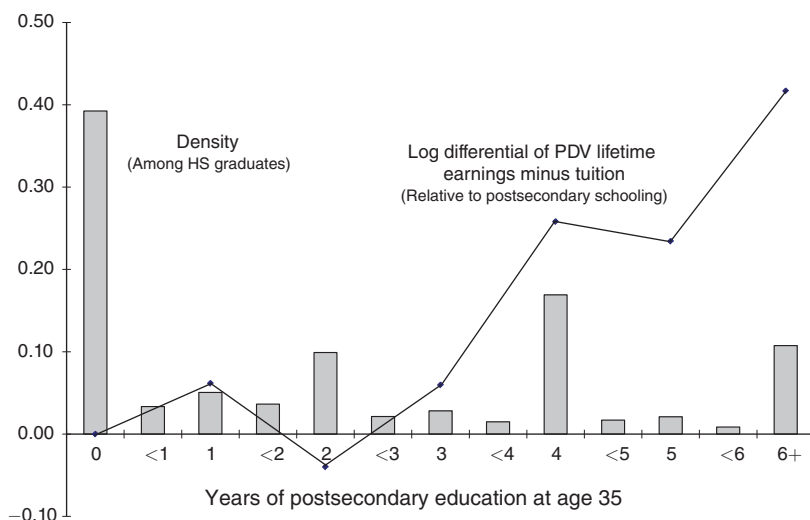 0.50
0.40
Density
(Among HS graduates)
Log differential of PDV lifetime
earnings minus tuition
(Relative to postsecondary schooling)
0.30
0.20
0.10
0.00
0 <1 1 <2 2 <3 3 <4 4 <5 5 <6 6+
Years of postsecondary education at age 35
−0.10